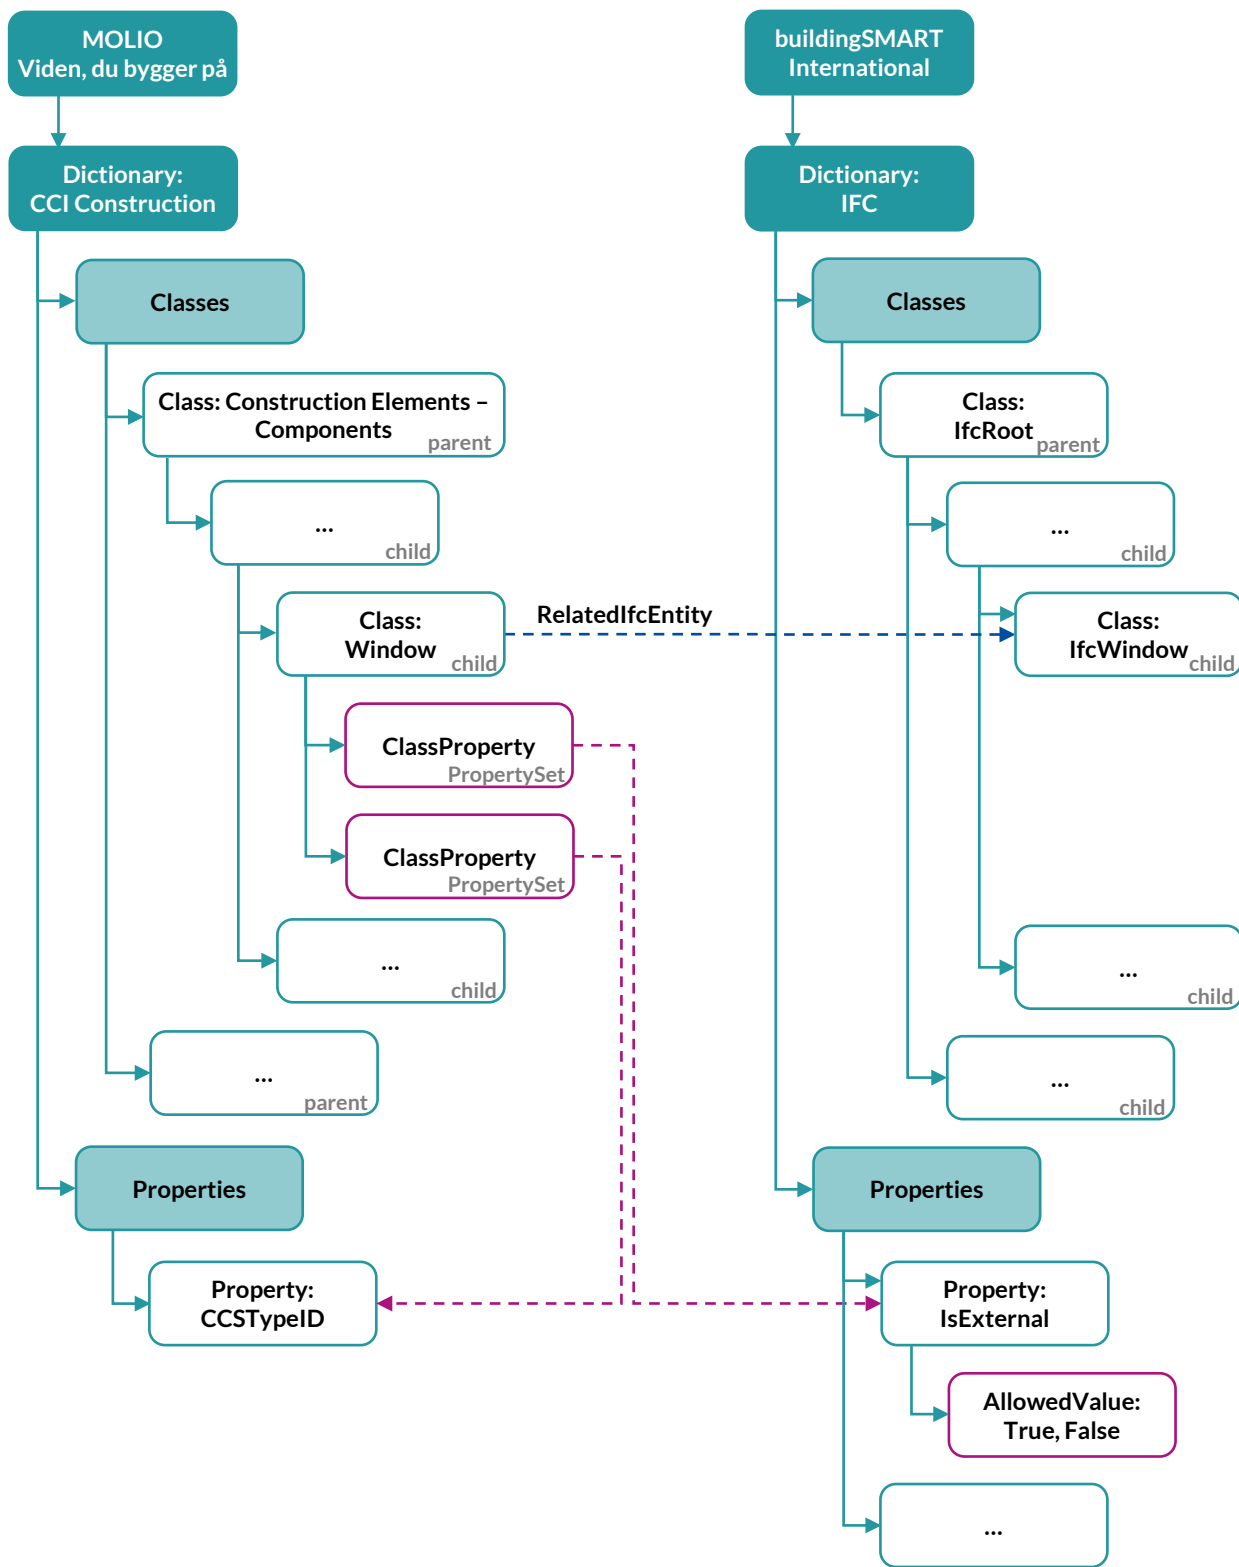 MOLIO
Viden, du bygger på
Dictionary:
CCI Construction
Classes
Class: Construction Elements –
Components
parent
...
child
Class:
Window
child
ClassProperty
PropertySet
ClassProperty
PropertySet
...
child
...
parent
Properties
Property:
CCSTypeID
RelatedIfcEntity
buildingSMART
International
Dictionary:
IFC
Classes
Class:
IfcRoot
parent
...
child
Class:
IfcWindow
child
...
child
...
child
Properties
Property:
IsExternal
AllowedValue:
True, False
...